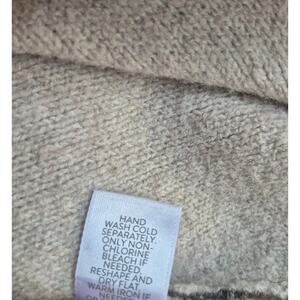 HAND
WASH COLD
SEPARATELY.
ONLY NON-
CHLORINE
BLEACH IF
NEEDED.
RESHAPE AND
DRY FLAT
WARM IRON IF